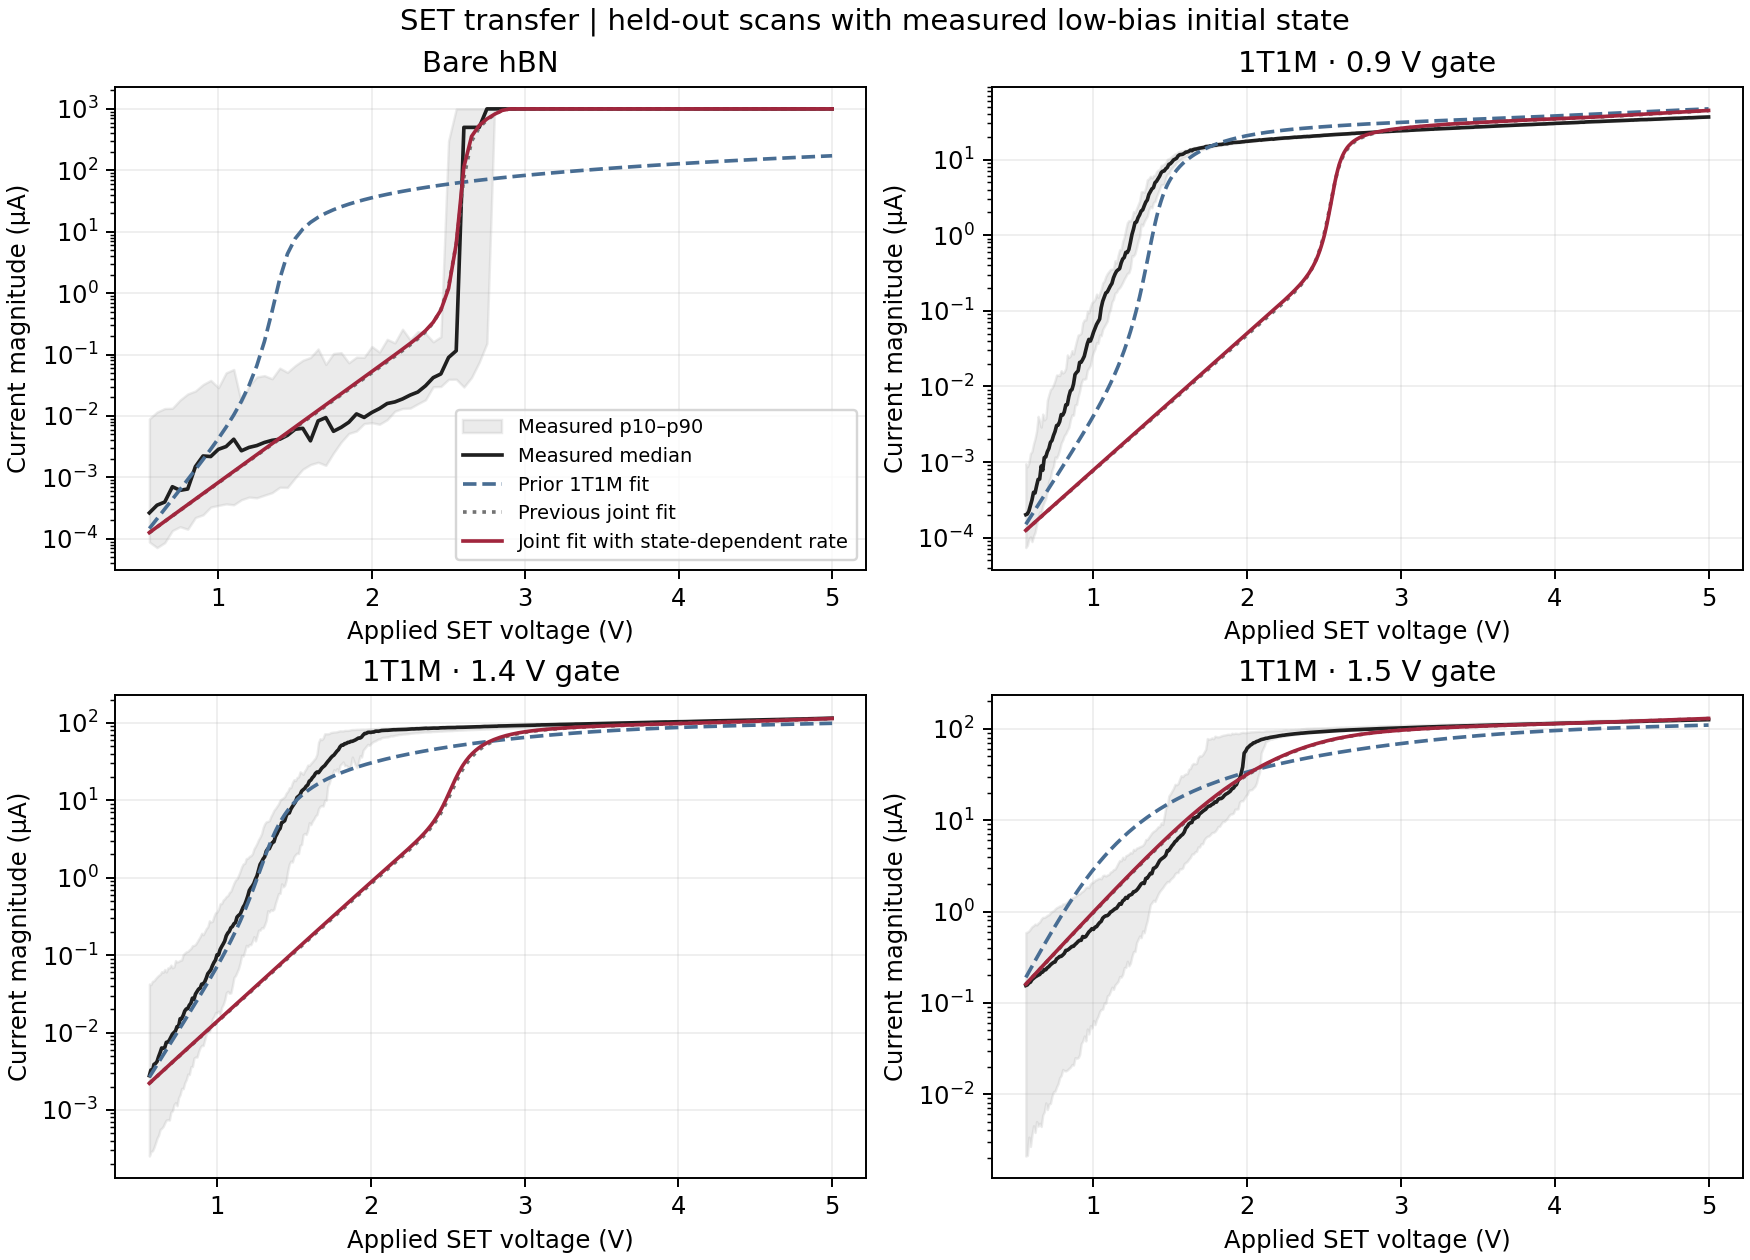 SET transfer | held-out scans with measured low-bias initial state
Bare hBN
Current magnitude (µA)
10³
10²
10¹
10⁰
10⁻¹
10⁻²
10⁻³
10⁻⁴
Measured p10–p90
Measured median
Prior 1T1M fit
Previous joint fit
Joint fit with state-dependent rate
1 2 3 4 5
Applied SET voltage (V)
1T1M · 0.9 V gate
Current magnitude (µA)
10¹
10⁰
10⁻¹
10⁻²
10⁻³
10⁻⁴
1 2 3 4 5
Applied SET voltage (V)
1T1M · 1.4 V gate
Current magnitude (µA)
10²
10¹
10⁰
10⁻¹
10⁻²
10⁻³
1 2 3 4 5
Applied SET voltage (V)
1T1M · 1.5 V gate
Current magnitude (µA)
10²
10¹
10⁰
10⁻¹
10⁻²
1 2 3 4 5
Applied SET voltage (V)